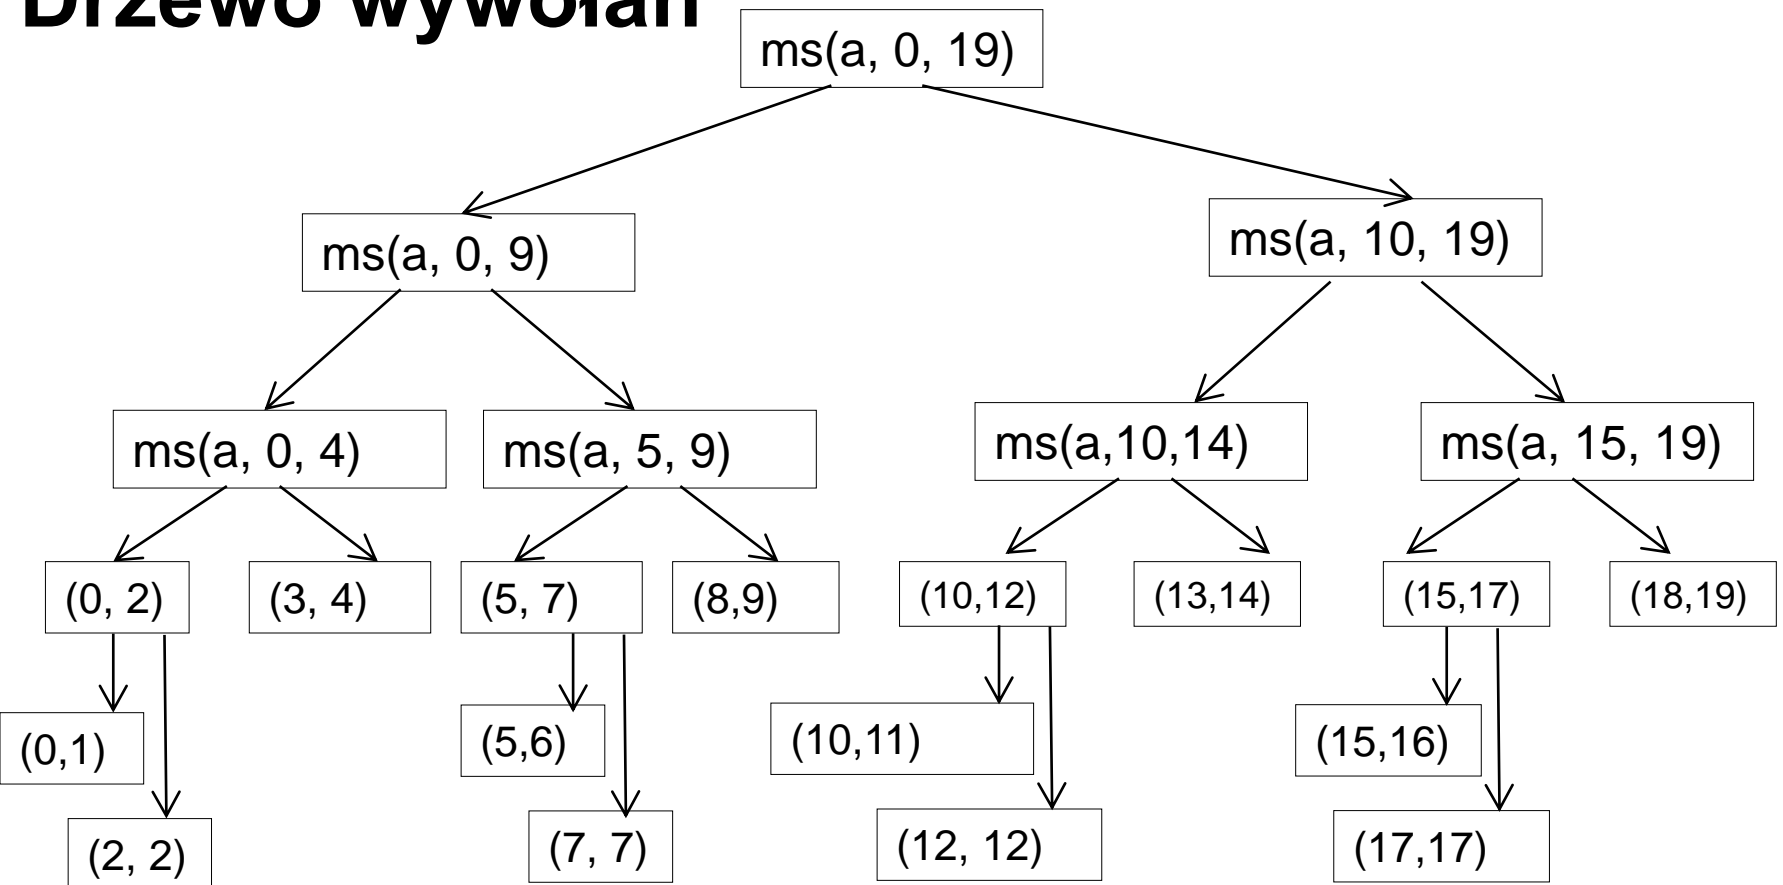 Drzewo wywołań
ms(a, 0, 19)
ms(a, 0, 9)
ms(a, 10, 19)
ms(a, 0, 4)
ms(a, 5, 9)
ms(a,10,14)
ms(a, 15, 19)
(0, 2)
(3, 4)
(5, 7)
(8,9)
(10,12)
(13,14)
(15,17)
(18,19)
(0,1)
(5,6)
(10,11)
(15,16)
(2, 2)
(7, 7)
(12, 12)
(17,17)